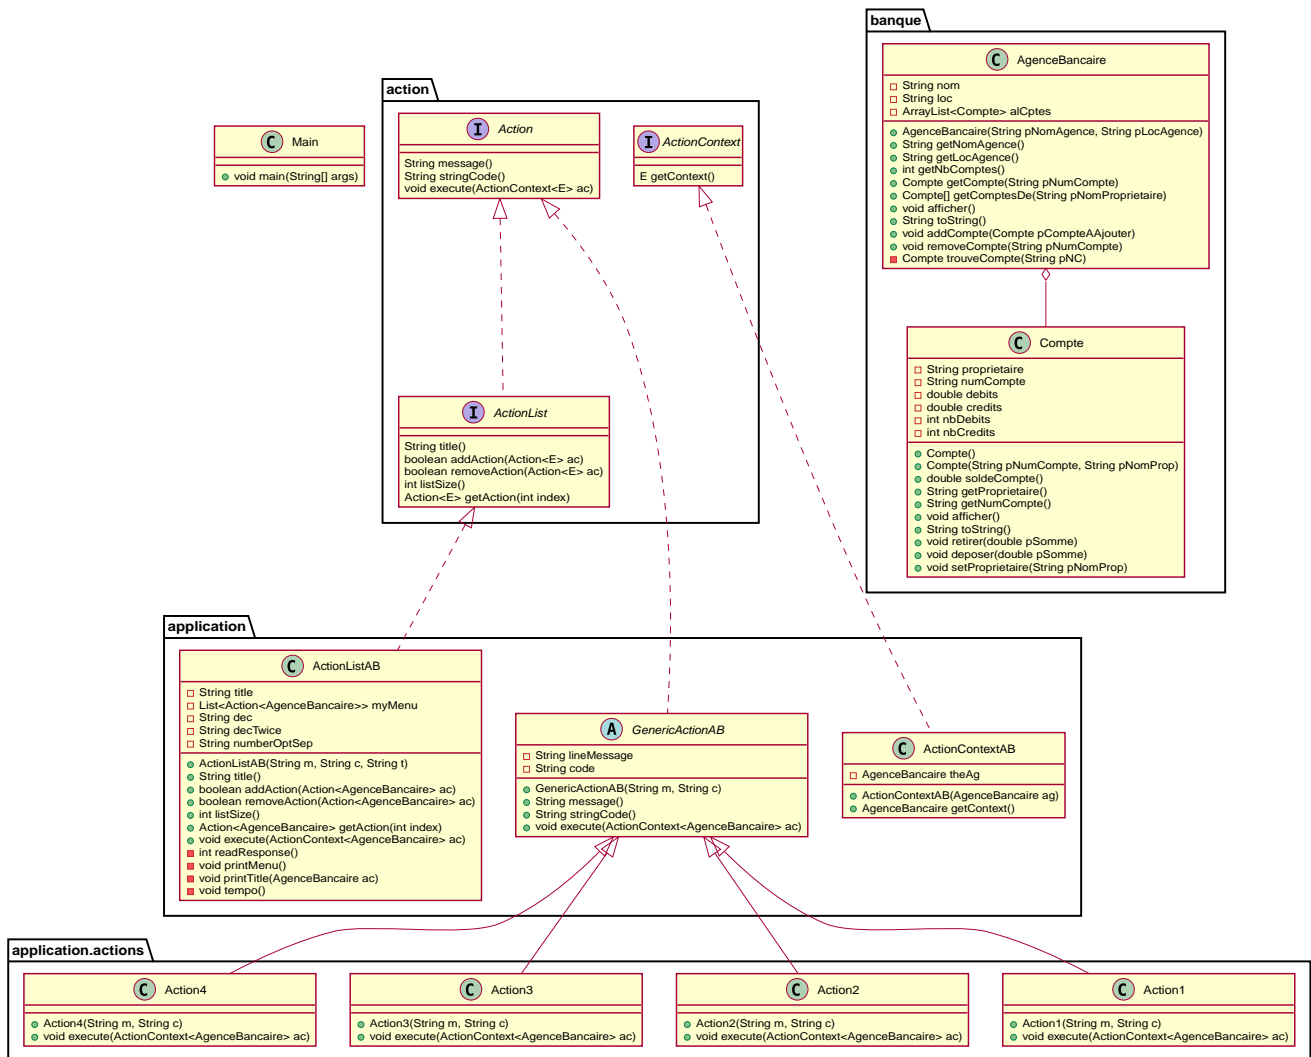 banque
C AgenceBancaire
String nom
String loc
ArrayList<Compte> alCptes
AgenceBancaire(String pNomAgence, String pLocAgence)
String getNomAgence()
String getLocAgence()
int getNbComptes()
Compte getCompte(String pNumCompte)
Compte[] getComptesDe(String pNomProprietaire)
void afficher()
String toString()
void addCompte(Compte pCompteAAjouter)
void removeCompte(String pNumCompte)
Compte trouveCompte(String pNC)
C Compte
String proprietaire
String numCompte
double debits
double credits
int nbDebits
int nbCredits
Compte()
Compte(String pNumCompte, String pNomProp)
double soldeCompte()
String getProprietaire()
String getNumCompte()
void afficher()
String toString()
void retirer(double pSomme)
void deposer(double pSomme)
void setProprietaire(String pNomProp)
action
C Main
void main(String[] args)
I Action
String message()
String stringCode()
void execute(ActionContext<E> ac)
I ActionContext
E getContext()
I ActionList
String title()
boolean addAction(Action<E> ac)
boolean removeAction(Action<E> ac)
int listSize()
Action<E> getAction(int index)
application
C ActionListAB
String title
List<Action<AgenceBancaire>> myMenu
String dec
String decTwice
String numberOptSep
ActionListAB(String m, String c, String t)
String title()
boolean addAction(Action<AgenceBancaire> ac)
boolean removeAction(Action<AgenceBancaire> ac)
int listSize()
Action<AgenceBancaire> getAction(int index)
void execute(ActionContext<AgenceBancaire> ac)
int readResponse()
void printMenu()
void printTitle(AgenceBancaire ac)
void tempo()
A GenericActionAB
String lineMessage
String code
GenericActionAB(String m, String c)
String message()
String stringCode()
void execute(ActionContext<AgenceBancaire> ac)
C ActionContextAB
AgenceBancaire theAg
ActionContextAB(AgenceBancaire ag)
AgenceBancaire getContext()
application.actions
C Action4
Action4(String m, String c)
void execute(ActionContext<AgenceBancaire> ac)
C Action3
Action3(String m, String c)
void execute(ActionContext<AgenceBancaire> ac)
C Action2
Action2(String m, String c)
void execute(ActionContext<AgenceBancaire> ac)
C Action1
Action1(String m, String c)
void execute(ActionContext<AgenceBancaire> ac)